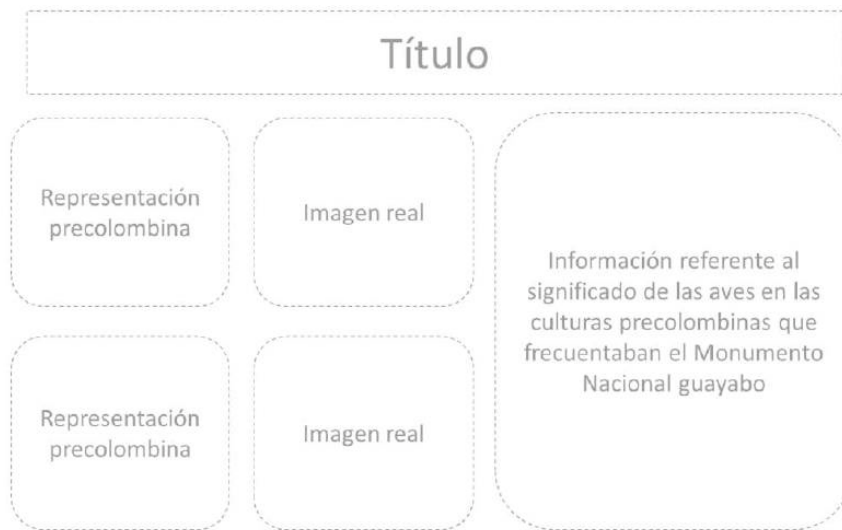 Título
Representación
precolombina
Imagen real
Información referente al
significado de las aves en las
culturas precolombinas que
frecuentaban el Monumento
Nacional guayabo
Representación
precolombina
Imagen real